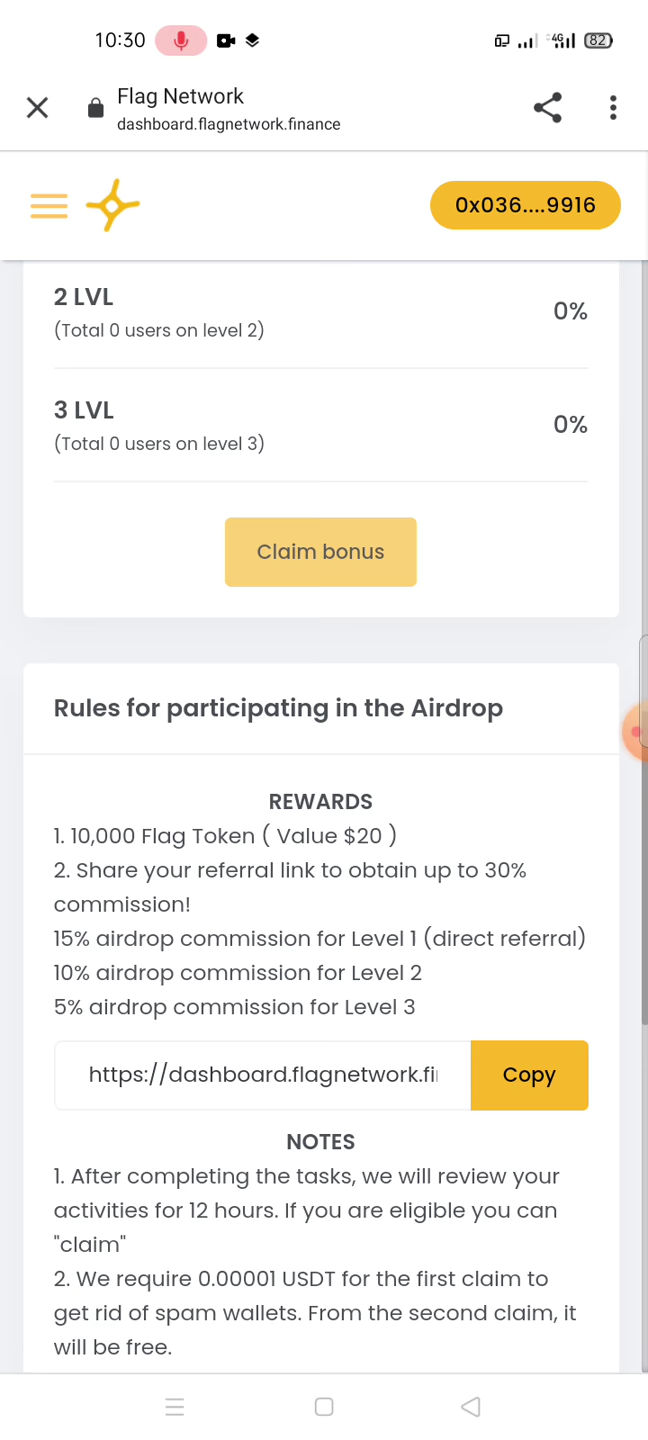 10:30
4G
82
Flag Network
dashboard.flagnetwork.finance
0x036....9916
2 LVL
0%
(Total 0 users on level 2)
3 LVL
0%
(Total 0 users on level 3)
Claim bonus
Rules for participating in the Airdrop
REWARDS
1. 10,000 Flag Token ( Value $20 )
2. Share your referral link to obtain up to 30%
commission!
15% airdrop commission for Level 1 (direct referral)
10% airdrop commission for Level 2
5% airdrop commission for Level 3
https://dashboard.flagnetwork.fi
Copy
NOTES
1. After completing the tasks, we will review your
activities for 12 hours. If you are eligible you can
"claim"
2. We require 0.00001 USDT for the first claim to
get rid of spam wallets. From the second claim, it
will be free.